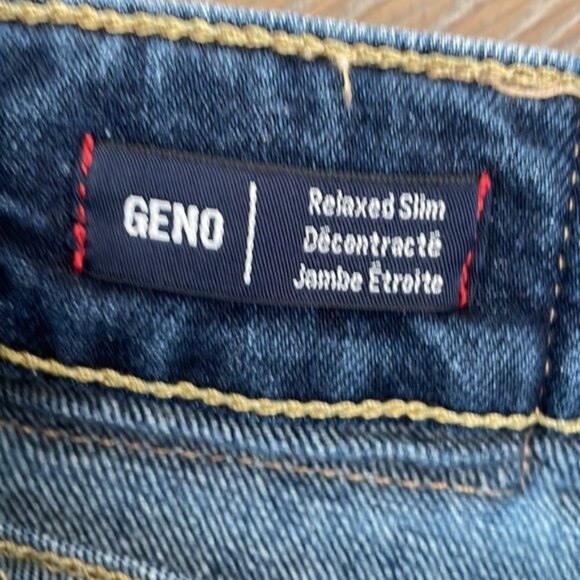 GENO
Relaxed Slim
Décontracté
Jambe Étroite